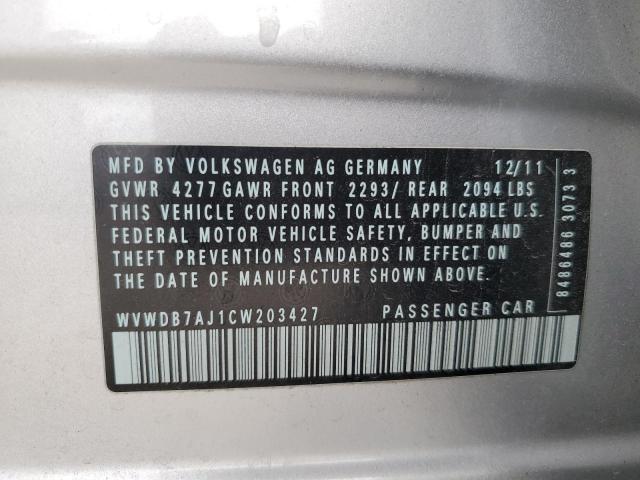 MFD BY VOLKSWAGEN AG GERMANY 12/11
GVWR 4277 GAWR FRONT 2293/ REAR 2094 LBS
THIS VEHICLE CONFORMS TO ALL APPLICABLE U.S.
FEDERAL MOTOR VEHICLE SAFETY, BUMPER AND
THEFT PREVENTION STANDARDS IN EFFECT ON
THE DATE OF MANUFACTURE SHOWN ABOVE.
WVWDB7AJ1CW203427 PASSENGER CAR
8486486 3073 3